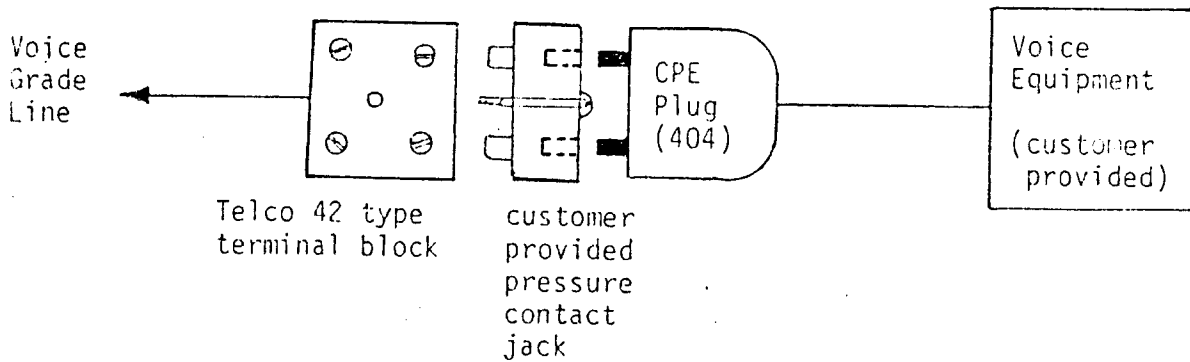 Voice
Grade
Line
CPE
Plug
(404)
Voice
Equipment
(customer
provided)
Telco 42 type
terminal block
customer
provided
pressure
contact
jack